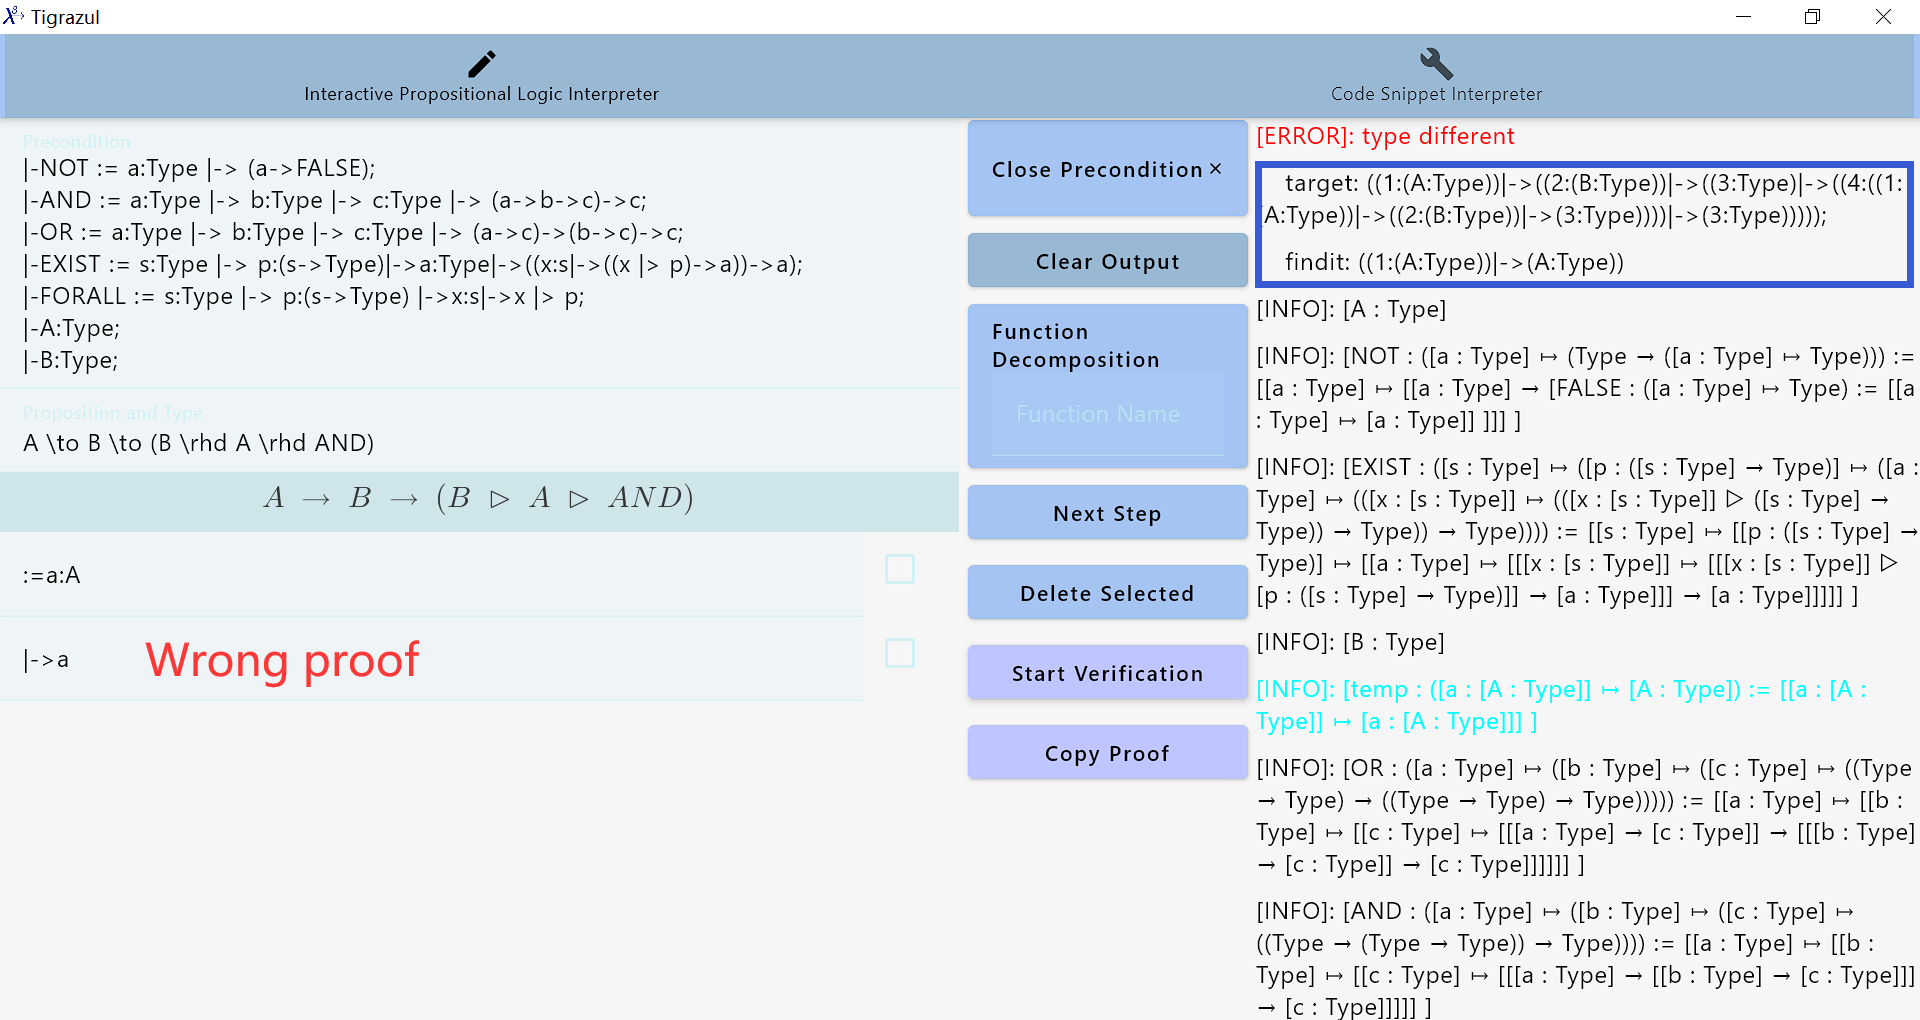 Tigrazul
Interactive Propositional Logic Interpreter
Code Snippet Interpreter
Precondition
|-NOT := a:Type |-> (a->FALSE);
|-AND := a:Type |-> b:Type |-> c:Type |-> (a->b->c)->c;
|-OR := a:Type |-> b:Type |-> c:Type |-> (a->c)->(b->c)->c;
|-EXIST := s:Type |-> p:(s->Type)|->a:Type|->((x:s|->((x |> p)->a))->a);
|-FORALL := s:Type |-> p:(s->Type) |->x:s|->x |> p;
|-A:Type;
|-B:Type;
Proposition and Type
A \to B \to (B \rhd A \rhd AND)
A → B → (B ▷ A ▷ AND)
:=a:A
|->a
Wrong proof
Close Precondition ×
Clear Output
Function
Decomposition
Function Name
Next Step
Delete Selected
Start Verification
Copy Proof
[ERROR]: type different
target: ((1:(A:Type))|->((2:(B:Type))|->((3:Type)|->((4:((1:
(A:Type))|->((2:(B:Type))|->(3:Type))))|->(3:Type)))));
findit: ((1:(A:Type))|->(A:Type))
[INFO]: [A : Type]
[INFO]: [NOT : ([a : Type] ↦ (Type → ([a : Type] ↦ Type))) :=
[[a : Type] ↦ [[a : Type] → [FALSE : ([a : Type] ↦ Type) := [[a
: Type] ↦ [a : Type]] ]]] ]
[INFO]: [EXIST : ([s : Type] ↦ ([p : ([s : Type] → Type)] ↦ ([a :
Type] ↦ (([x : [s : Type]] ↦ (([x : [s : Type]] ▷ ([s : Type] →
Type)) → Type)) → Type)))) := [[s : Type] ↦ [[p : ([s : Type] →
Type)] ↦ [[a : Type] ↦ [[[x : [s : Type]] ↦ [[[x : [s : Type]] ▷
[p : ([s : Type] → Type)]] → [a : Type]]] → [a : Type]]]]] ]
[INFO]: [B : Type]
[INFO]: [temp : ([a : [A : Type]] ↦ [A : Type]) := [[a : [A :
Type]] ↦ [a : [A : Type]]] ]
[INFO]: [OR : ([a : Type] ↦ ([b : Type] ↦ ([c : Type] ↦ ((Type
→ Type) → ((Type → Type) → Type))))) := [[a : Type] ↦ [[b :
Type] ↦ [[c : Type] ↦ [[[a : Type] → [c : Type]] → [[[b : Type]
→ [c : Type]] → [c : Type]]]]]] ]
[INFO]: [AND : ([a : Type] ↦ ([b : Type] ↦ ([c : Type] ↦
((Type → (Type → Type)) → Type)))) := [[a : Type] ↦ [[b :
Type] ↦ [[c : Type] ↦ [[[a : Type] → [[b : Type] → [c : Type]]]
→ [c : Type]]]]] ]